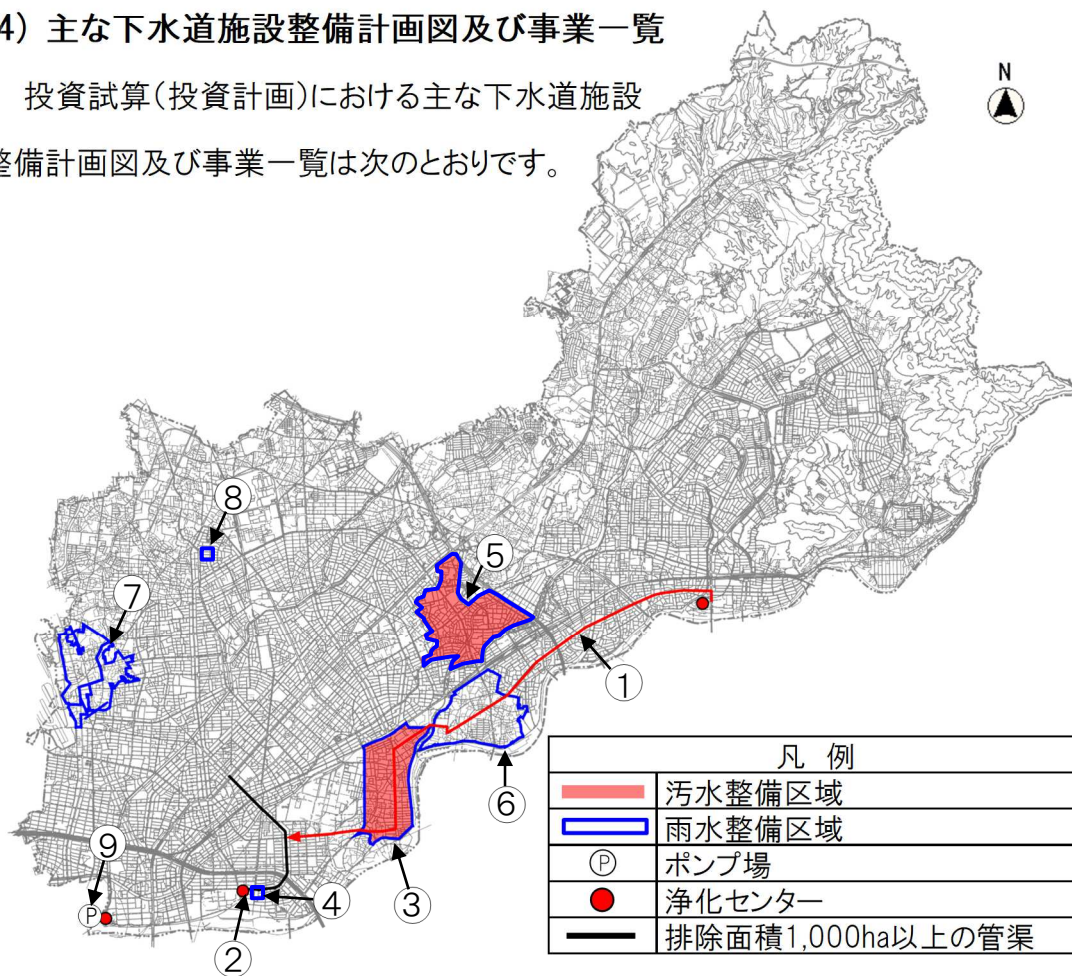 4) 主な下水道施設整備計画図及び事業一覧
投資試算(投資計画)における主な下水道施設
整備計画図及び事業一覧は次のとおりです。
N
⑧
⑤
⑦
①
⑥
⑨
③
④
②
Ⓟ
凡 例
汚水整備区域
雨水整備区域
Ⓟ ポンプ場
浄化センター
排除面積1,000ha以上の管渠